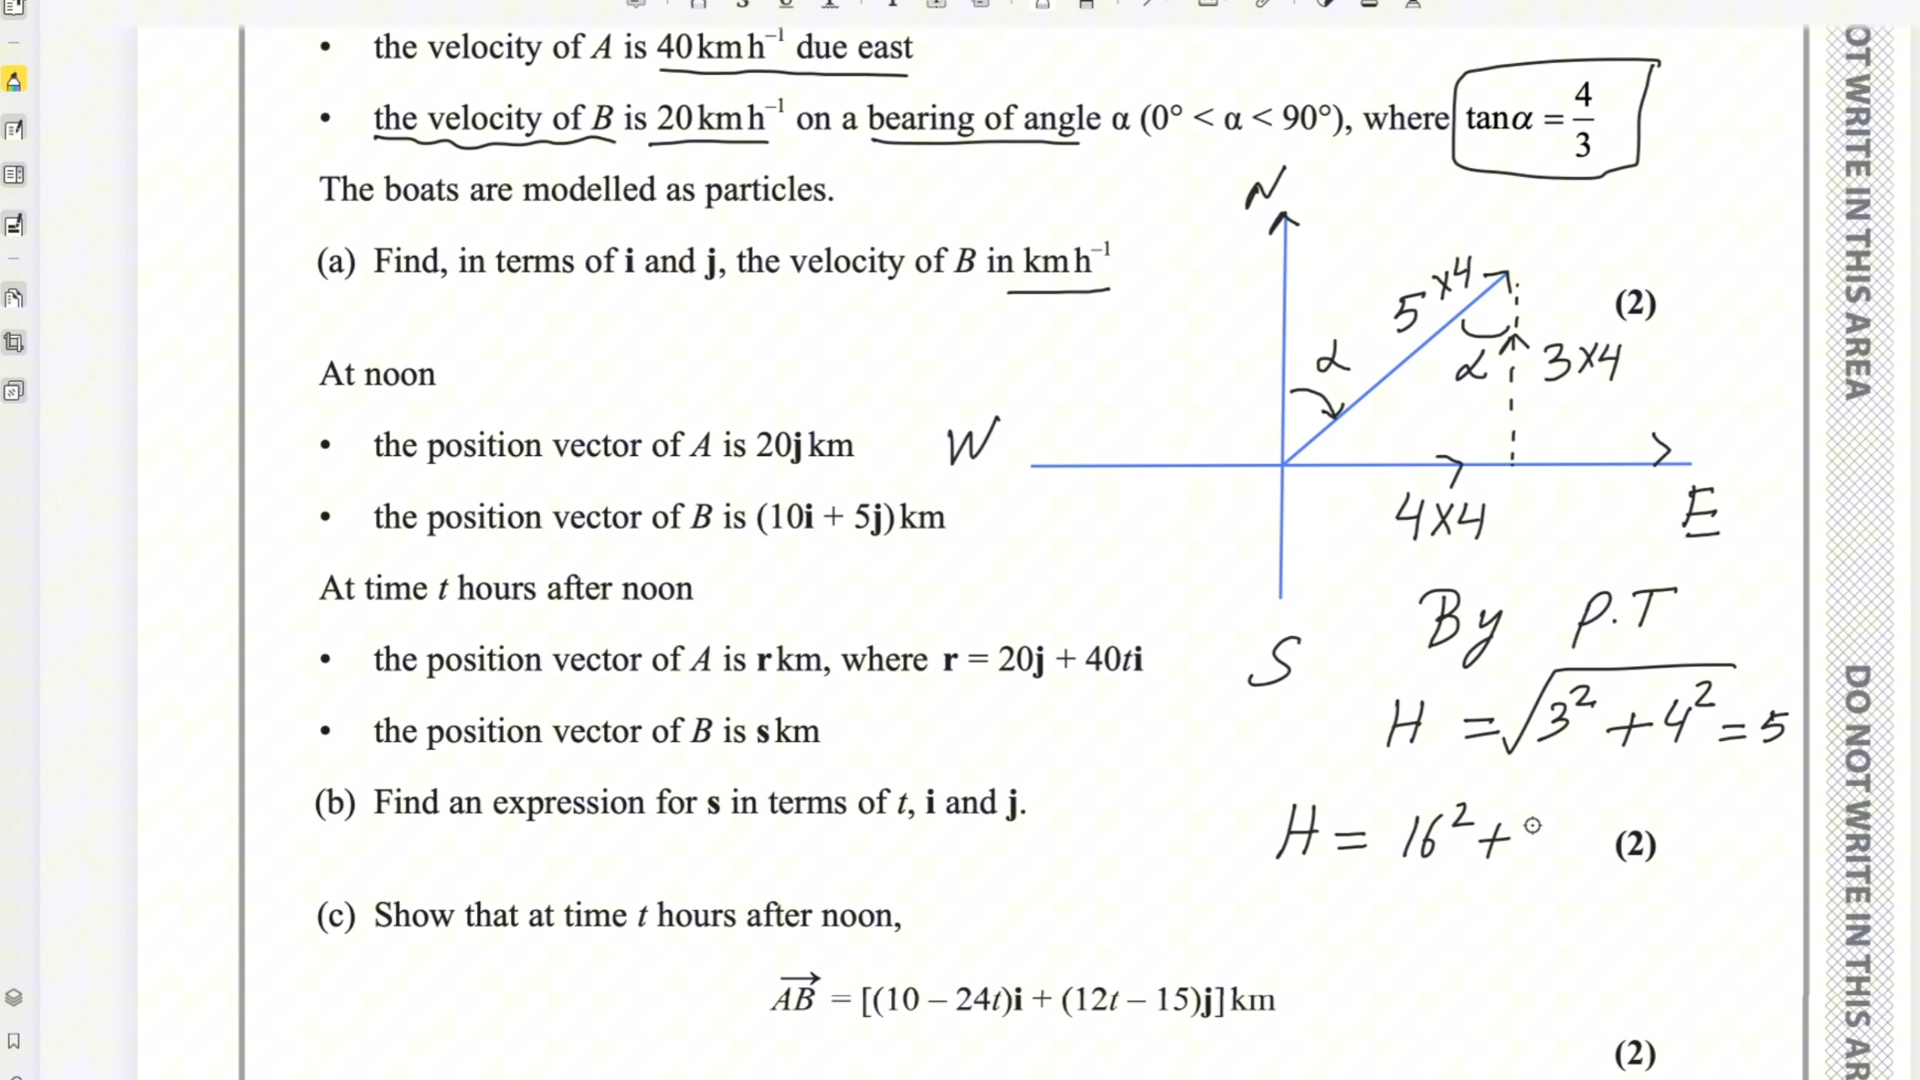 • the velocity of A is 40 km h⁻¹ due east
• the velocity of B is 20 km h⁻¹ on a bearing of angle α (0° < α < 90°), where tanα = 4/3
The boats are modelled as particles.
N
(a) Find, in terms of i and j, the velocity of B in km h⁻¹
(2)
5 ×4
α
α
3×4
At noon
• the position vector of A is 20j km
W
• the position vector of B is (10i + 5j) km
4×4
E
At time t hours after noon
By P.T
• the position vector of A is r km, where r = 20j + 40ti
S
• the position vector of B is s km
H = √3² + 4² = 5
(b) Find an expression for s in terms of t, i and j.
H = 16² +
(2)
(c) Show that at time t hours after noon,
AB→ = [(10 – 24t)i + (12t – 15)j] km
(2)
OT WRITE IN THIS AREA
DO NOT WRITE IN THIS AR